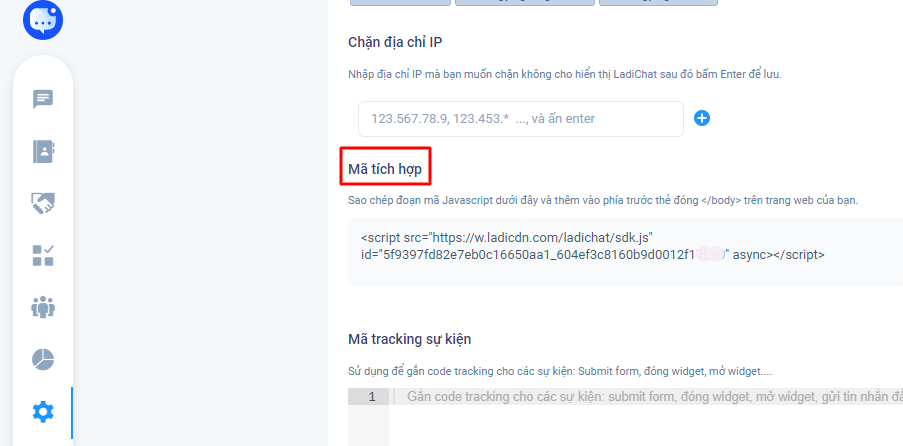 Chặn địa chỉ IP
Nhập địa chỉ IP mà bạn muốn chặn không cho hiển thị LadiChat sau đó bấm Enter để lưu.
123.567.78.9, 123.453.* ..., và ấn enter
Mã tích hợp
Sao chép đoạn mã Javascript dưới đây và thêm vào phía trước thẻ đóng </body> trên trang web của bạn.
<script src="https://w.ladicdn.com/ladichat/sdk.js"
id="5f9397fd82e7eb0c16650aa1_604ef3c8160b9d0012f1" async></script>
Mã tracking sự kiện
Sử dụng để gắn code tracking cho các sự kiện: Submit form, đóng widget, mở widget....
1 Gắn code tracking cho các sự kiện: submit form, đóng widget, mở widget, gửi tin nhắn